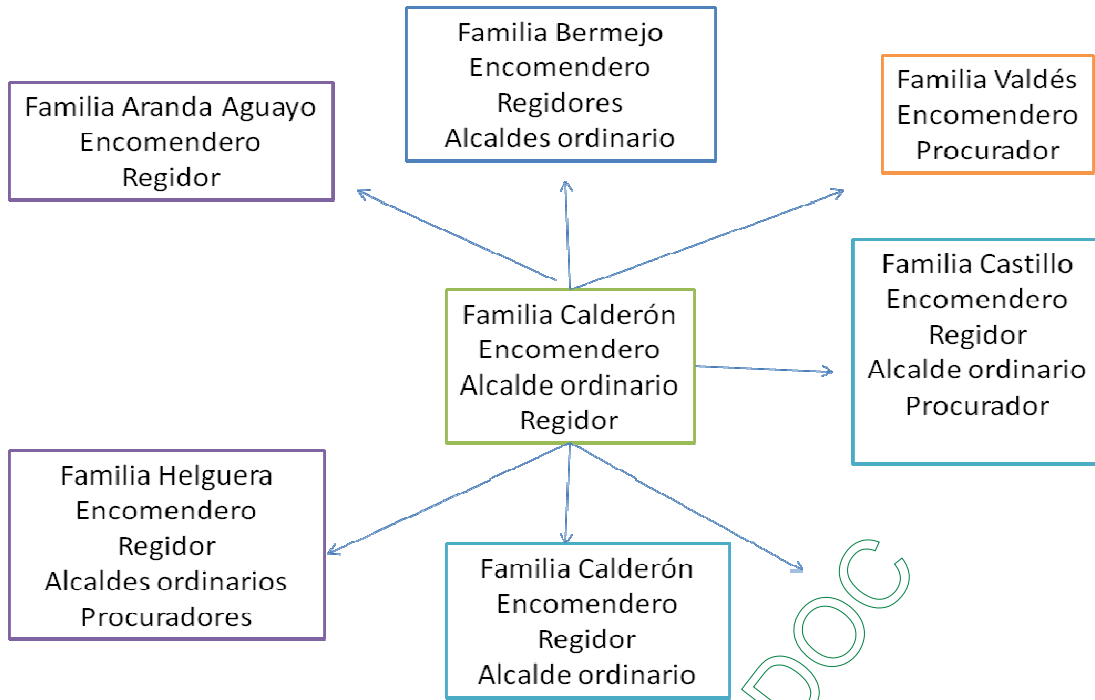 Familia Bermejo
Encomendero
Regidores
Alcaldes ordinario
Familia Aranda Aguayo
Encomendero
Regidor
Familia Valdés
Encomendero
Procurador
Familia Castillo
Encomendero
Regidor
Alcalde ordinario
Procurador
Familia Calderón
Encomendero
Alcalde ordinario
Regidor
Familia Helguera
Encomendero
Regidor
Alcaldes ordinarios
Procuradores
Familia Calderón
Encomendero
Regidor
Alcalde ordinario
DOC